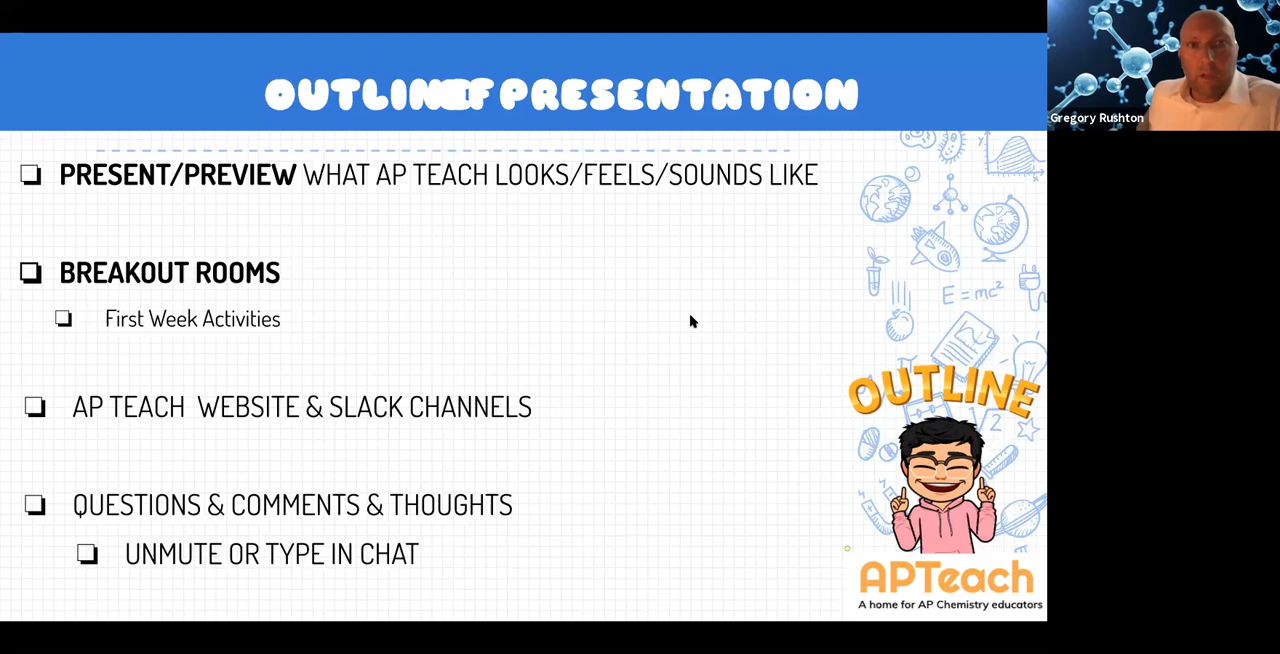 OUTLINE OF PRESENTATION
Gregory Rushton
PRESENT/PREVIEW WHAT AP TEACH LOOKS/FEELS/SOUNDS LIKE
BREAKOUT ROOMS
First Week Activities
AP TEACH WEBSITE & SLACK CHANNELS
QUESTIONS & COMMENTS & THOUGHTS
UNMUTE OR TYPE IN CHAT
E=mc²
OUTLINE
√2
APTeach
A home for AP Chemistry educators